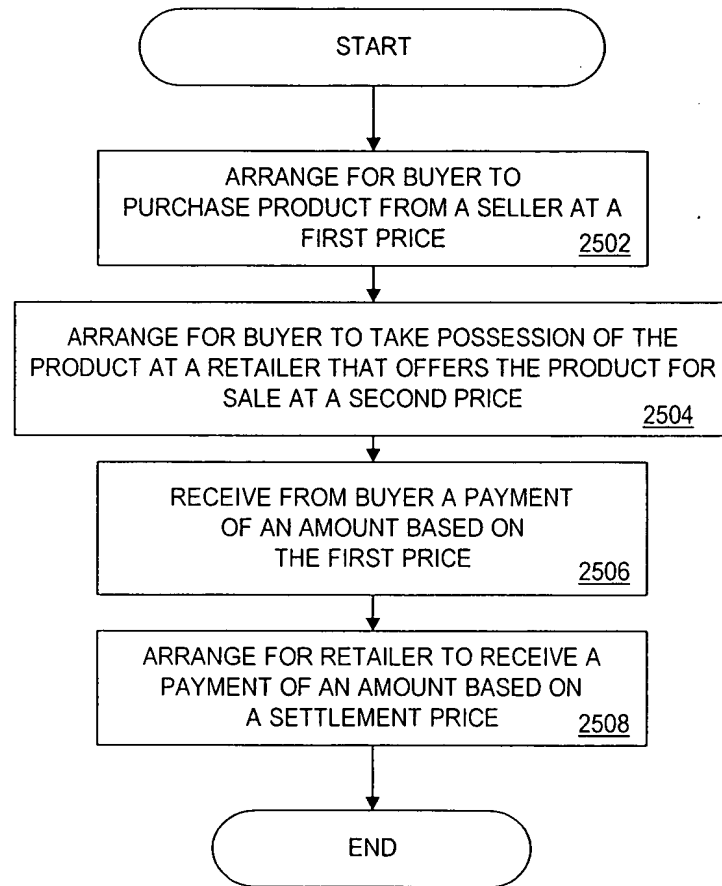 START
ARRANGE FOR BUYER TO
PURCHASE PRODUCT FROM A SELLER AT A
FIRST PRICE
2502
ARRANGE FOR BUYER TO TAKE POSSESSION OF THE
PRODUCT AT A RETAILER THAT OFFERS THE PRODUCT FOR
SALE AT A SECOND PRICE
2504
RECEIVE FROM BUYER A PAYMENT
OF AN AMOUNT BASED ON
THE FIRST PRICE
2506
ARRANGE FOR RETAILER TO RECEIVE A
PAYMENT OF AN AMOUNT BASED ON
A SETTLEMENT PRICE
2508
END